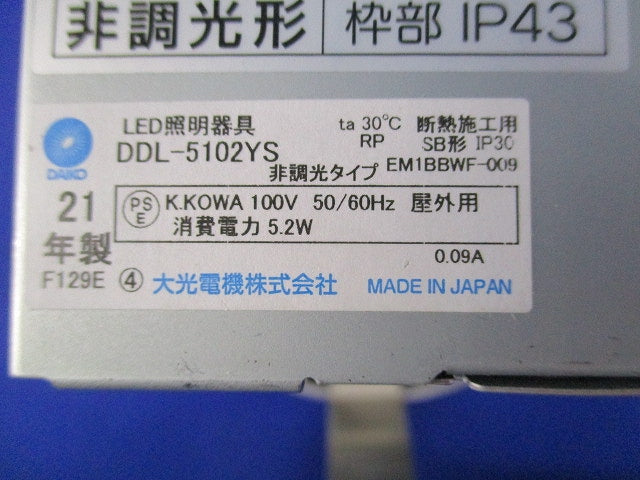 非調光形 枠部 IP43
LED照明器具 ta 30℃ 断熱施工用
RP SB形 IP30
DDL-5102YS 非調光タイプ EM1BBWF-009
DAIKO
21
年製
F129E
PS
E
K.KOWA 100V 50/60Hz 屋外用
消費電力 5.2W
0.09A
④ 大光電機株式会社 MADE IN JAPAN